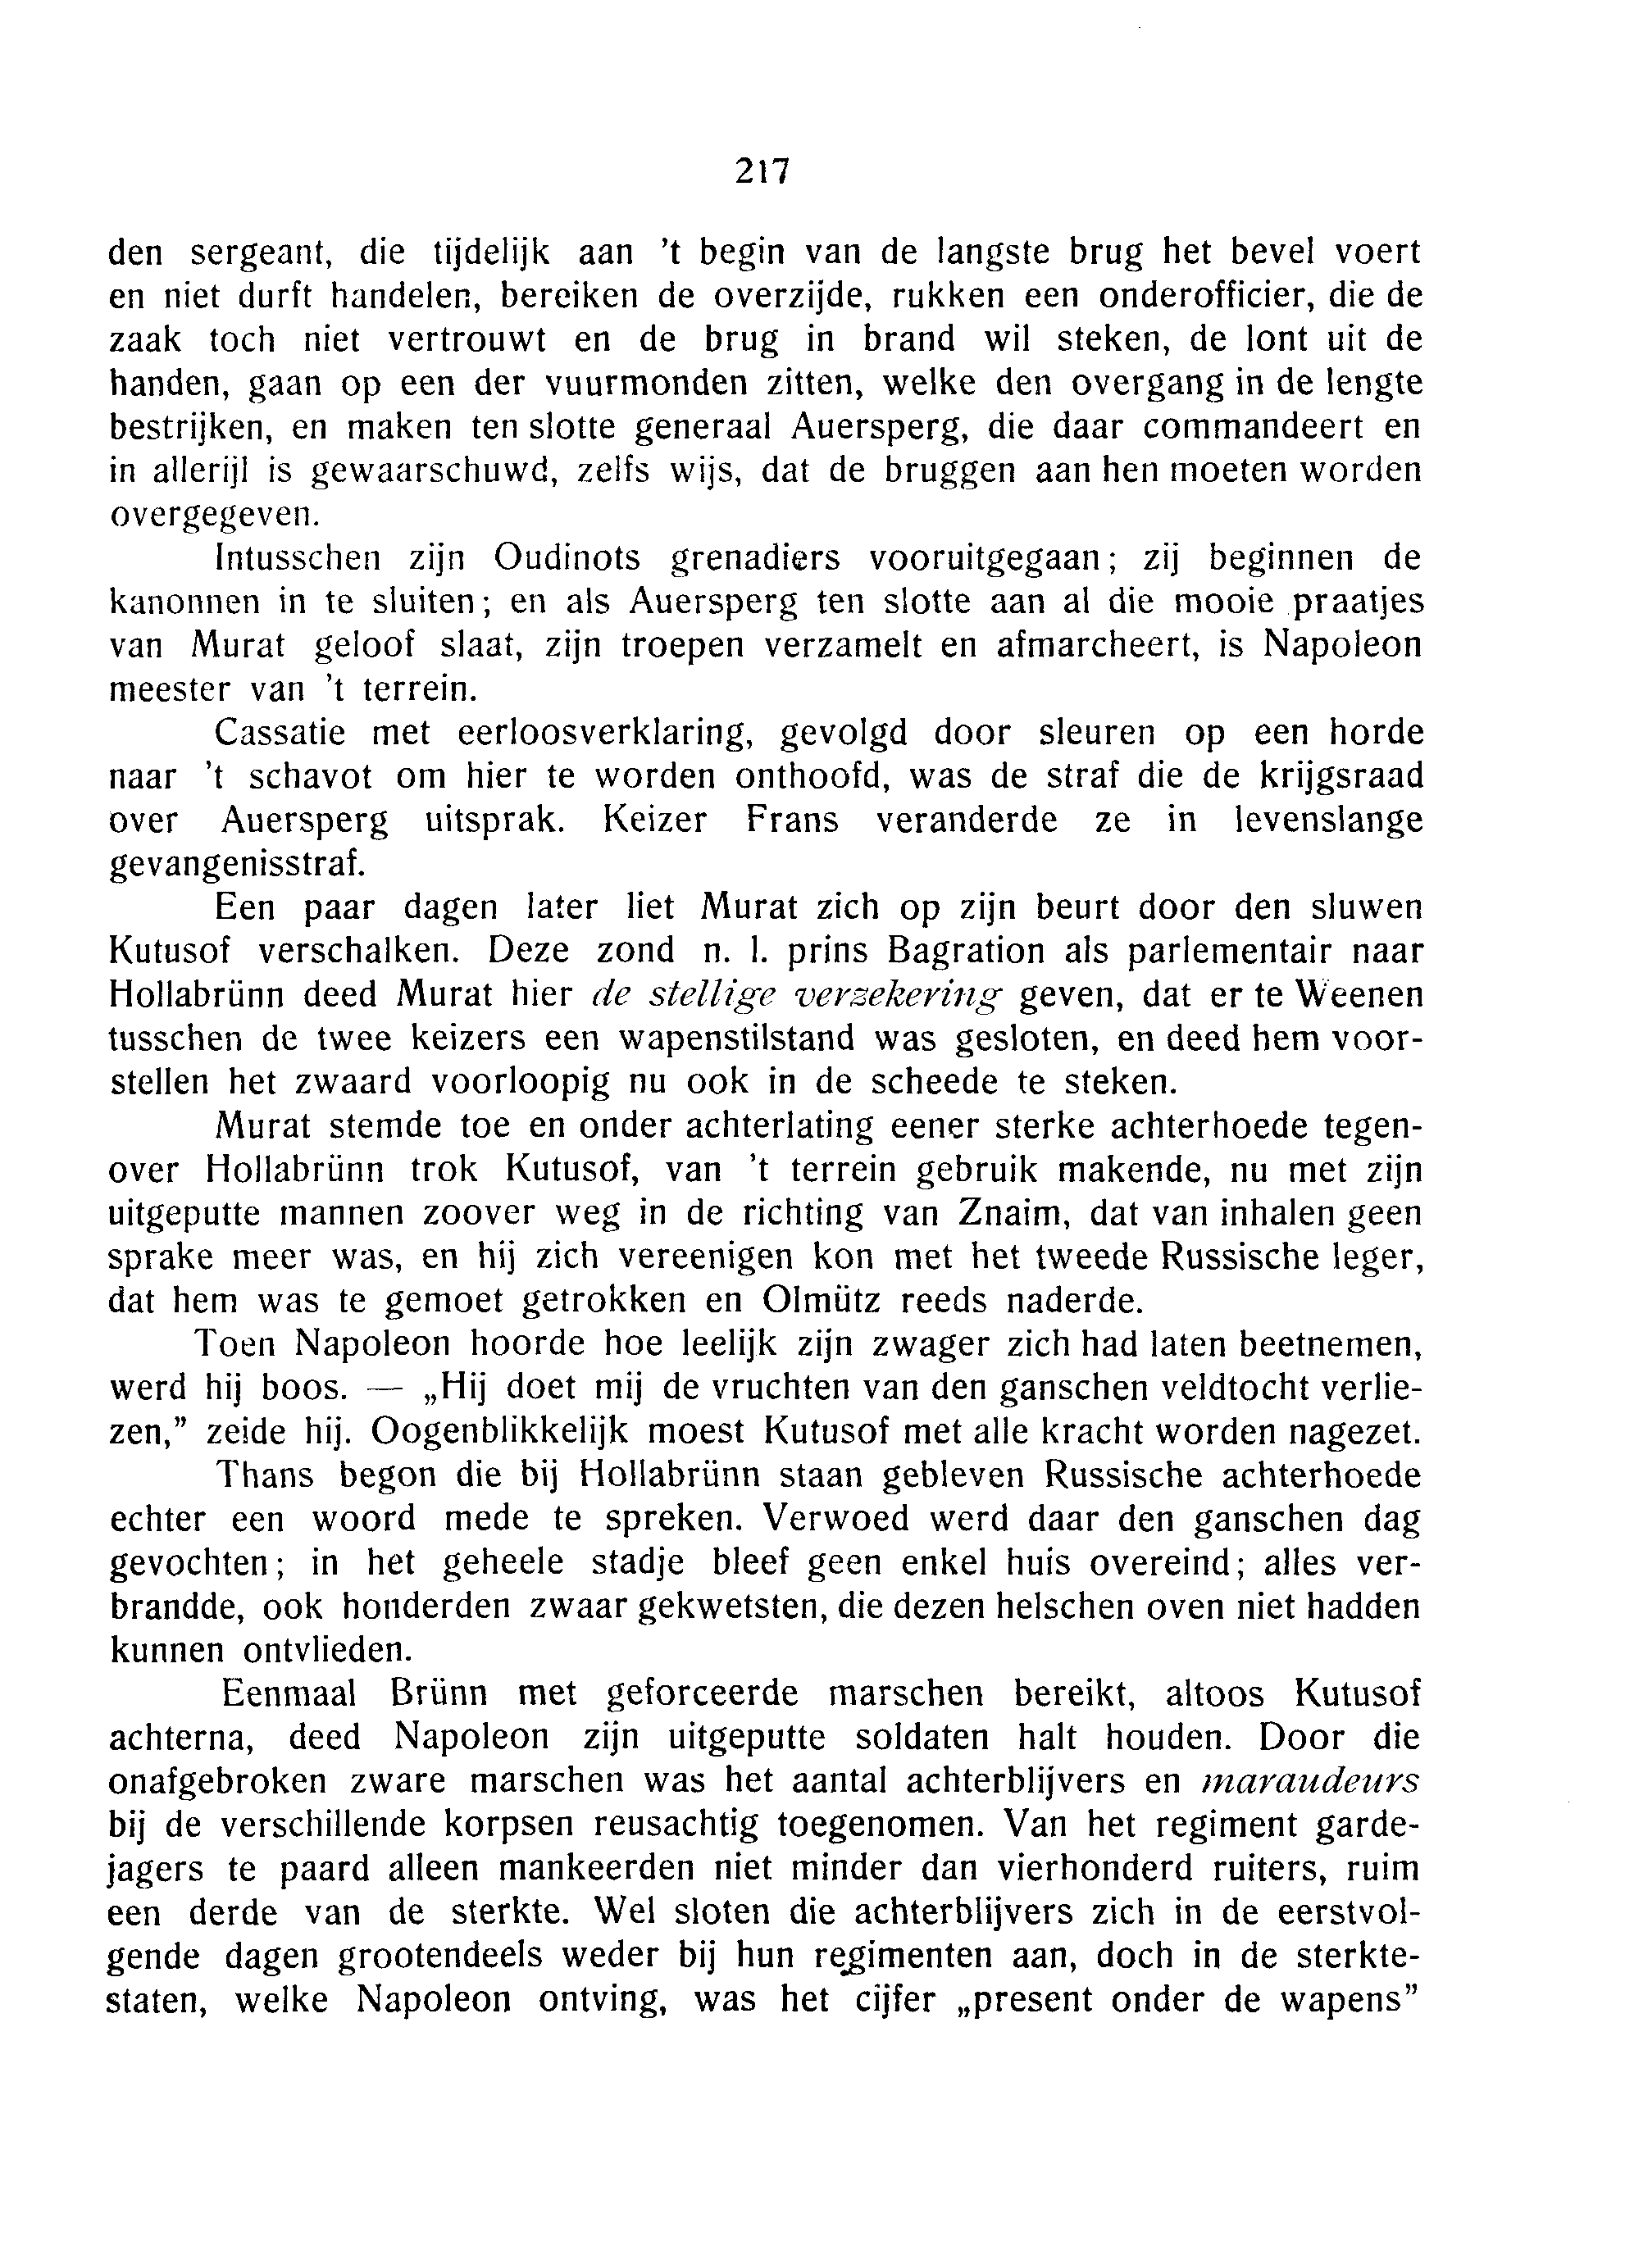 217
den sergeant, die tijdelijk aan 't begin van de langste brug het bevel voert
en niet durft handelen, bereiken de overzijde, rukken een onderofficier, die de
zaak toch niet vertrouwt en de brug in brand wil steken, de lont uit de
handen, gaan op een der vuurmonden zitten, welke den overgang in de lengte
bestrijken, en maken ten slotte generaal Auersperg, die daar commandeert en
in allerijl is gewaarschuwd, zelfs wijs, dat de bruggen aan hen moeten worden
overgegeven.
Intusschen zijn Oudinots grenadiers vooruitgegaan; zij beginnen de
kanonnen in te sluiten; en als Auersperg ten slotte aan al die mooie praatjes
van Murat geloof slaat, zijn troepen verzamelt en afmarcheert, is Napoleon
meester van 't terrein.
Cassatie met eerloosverklaring, gevolgd door sleuren op een horde
naar 't schavot om hier te worden onthoofd, was de straf die de krijgsraad
over Auersperg uitsprak. Keizer Frans veranderde ze in levenslange
gevangenisstraf.
Een paar dagen later liet Murat zich op zijn beurt door den sluwen
Kutusof verschalken. Deze zond n. l. prins Bagration als parlementair naar
Hollabrünn deed Murat hier de stellige verzekering geven, dat er te Weenen
tusschen de twee keizers een wapenstilstand was gesloten, en deed hem voor-
stellen het zwaard voorloopig nu ook in de scheede te steken.
Murat stemde toe en onder achterlating eener sterke achterhoede tegen-
over Hollabrünn trok Kutusof, van 't terrein gebruik makende, nu met zijn
uitgeputte mannen zoover weg in de richting van Znaim, dat van inhalen geen
sprake meer was, en hij zich vereenigen kon met het tweede Russische leger,
dat hem was te gemoet getrokken en Olmütz reeds naderde.
Toen Napoleon hoorde hoe leelijk zijn zwager zich had laten beetnemen,
werd hij boos. — „Hij doet mij de vruchten van den ganschen veldtocht verlie-
zen,” zeide hij. Oogenblikkelijk moest Kutusof met alle kracht worden nagezet.
Thans begon die bij Hollabrünn staan gebleven Russische achterhoede
echter een woord mede te spreken. Verwoed werd daar den ganschen dag
gevochten; in het geheele stadje bleef geen enkel huis overeind; alles ver-
brandde, ook honderden zwaar gekwetsten, die dezen helschen oven niet hadden
kunnen ontvlieden.
Eenmaal Brünn met geforceerde marschen bereikt, altoos Kutusof
achterna, deed Napoleon zijn uitgeputte soldaten halt houden. Door die
onafgebroken zware marschen was het aantal achterblijvers en maraudeurs
bij de verschillende korpsen reusachtig toegenomen. Van het regiment garde-
jagers te paard alleen mankeerden niet minder dan vierhonderd ruiters, ruim
een derde van de sterkte. Wel sloten die achterblijvers zich in de eerstvol-
gende dagen grootendeels weder bij hun regimenten aan, doch in de sterkte-
staten, welke Napoleon ontving, was het cijfer „present onder de wapens”